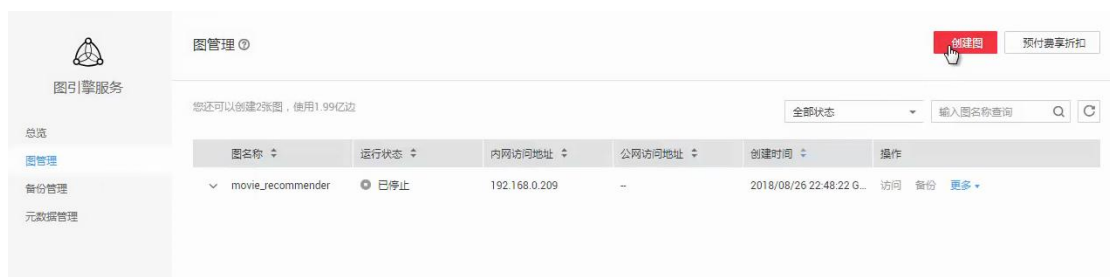 图引擎服务
总览
图管理
备份管理
元数据管理
图管理
创建图 预付费享折扣
您还可以创建2张图，使用1.99亿边
全部状态 输入图名称查询
图名称 运行状态 内网访问地址 公网访问地址 创建时间 操作
movie_recommender 已停止 192.168.0.209 -- 2018/08/26 22:48:22 G... 访问 备份 更多